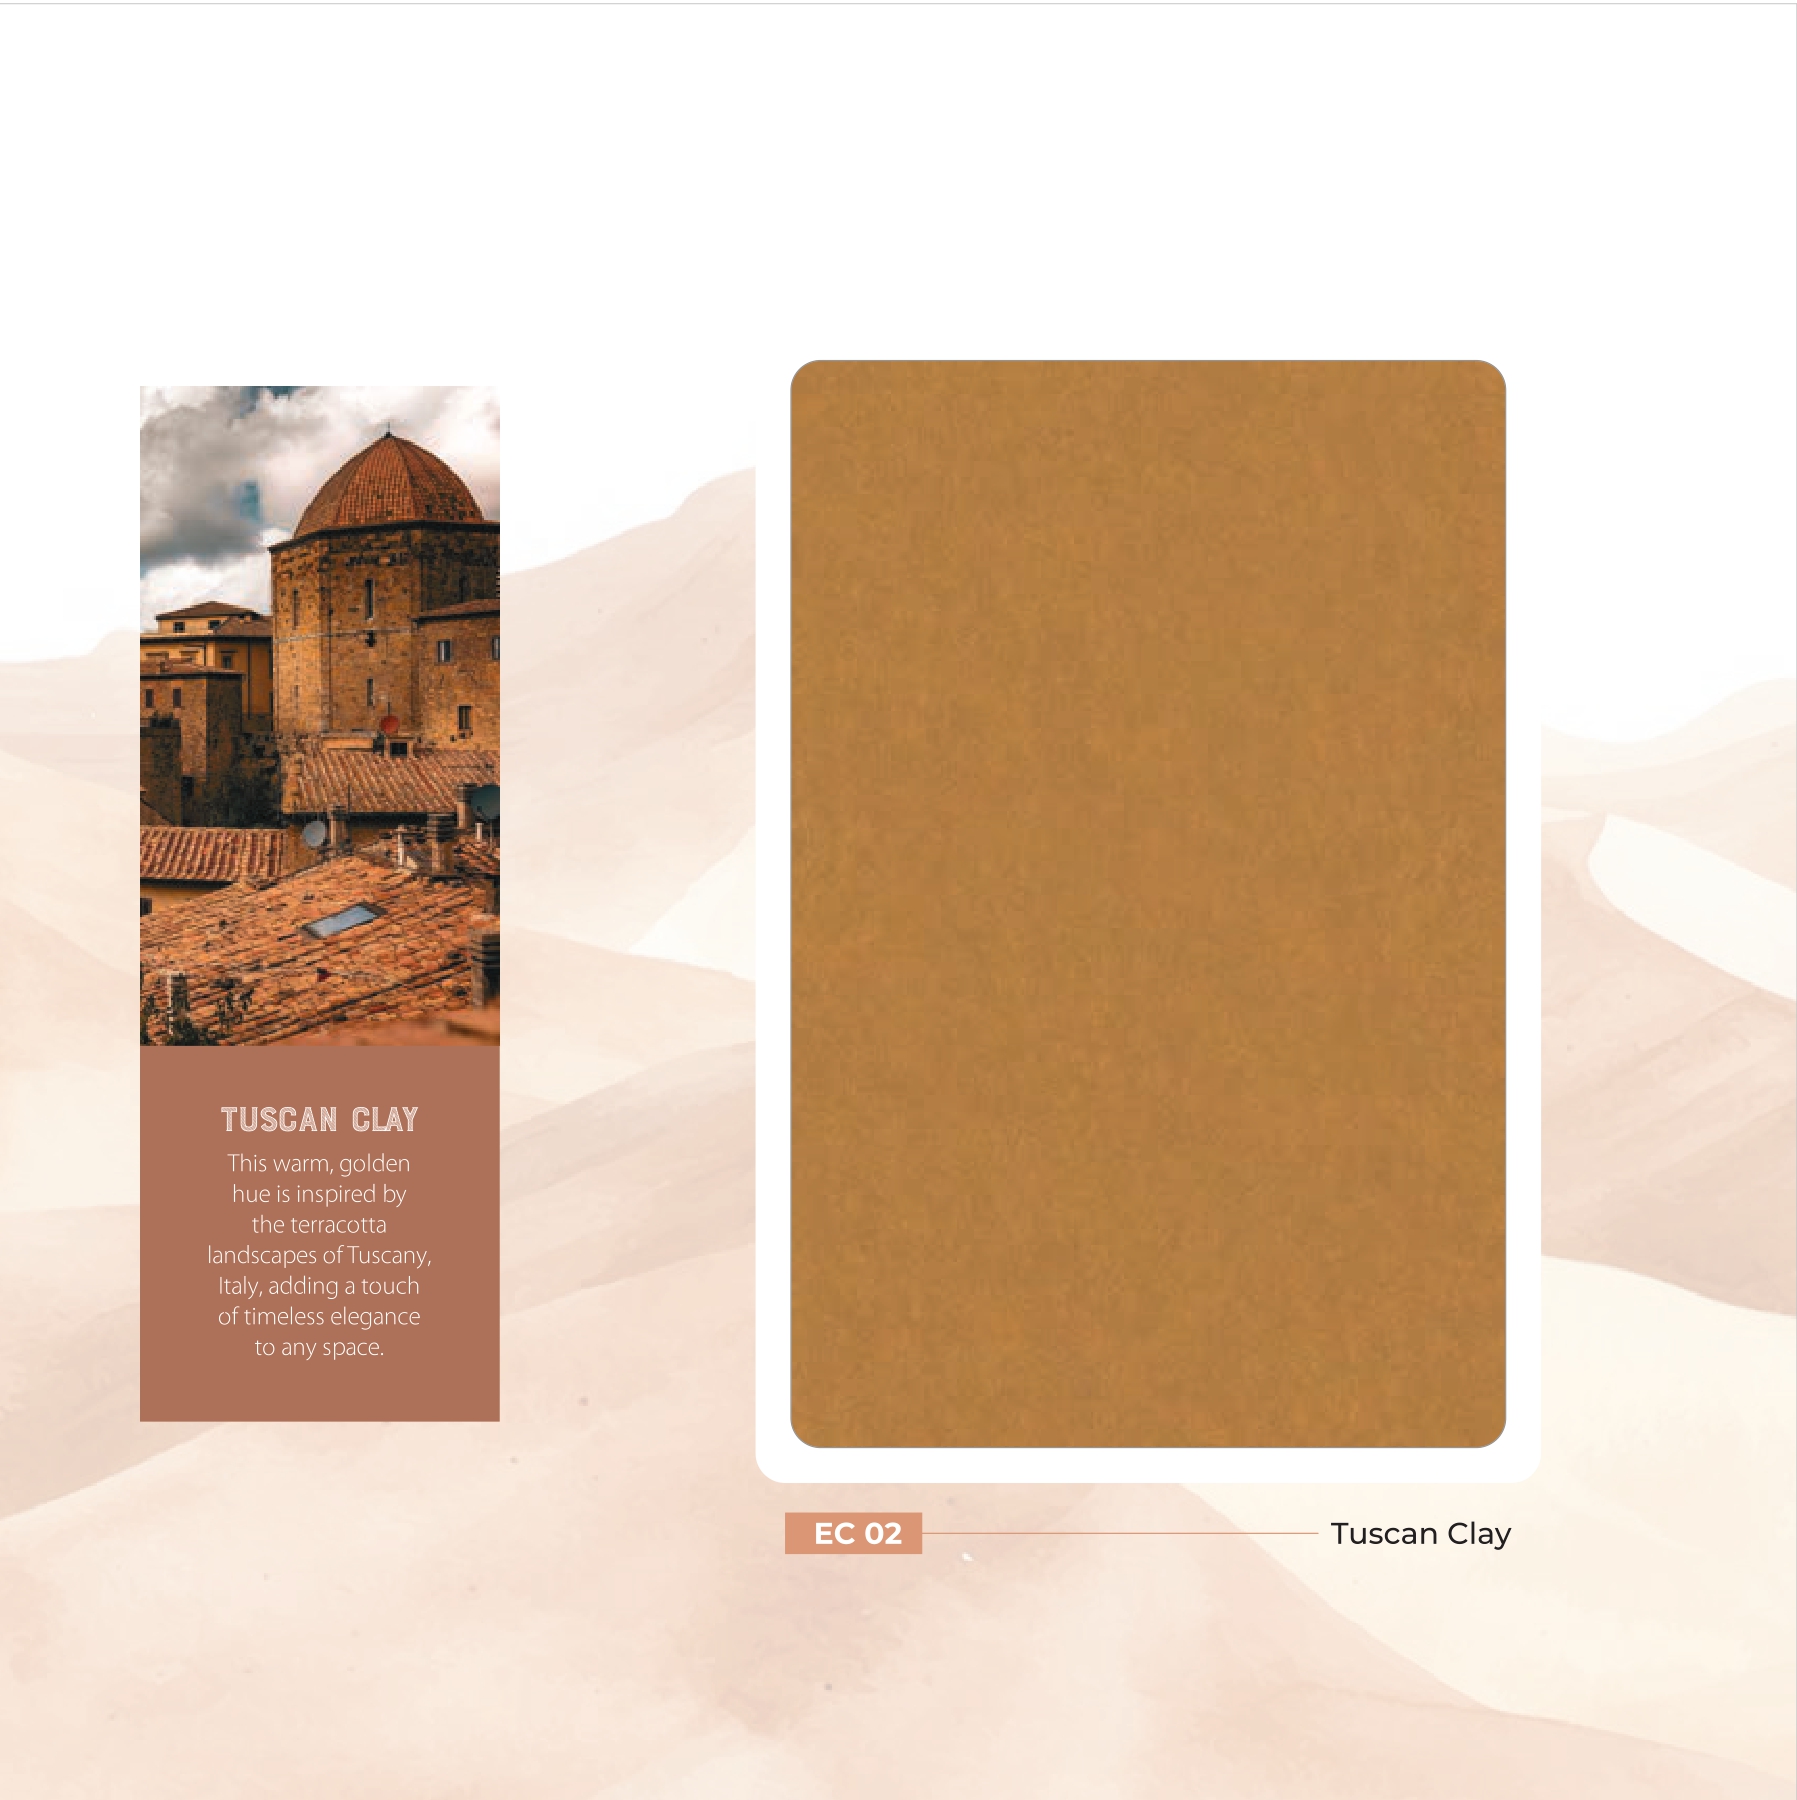 TUSCAN CLAY
This warm, golden
hue is inspired by
the terracotta
landscapes of Tuscany,
Italy, adding a touch
of timeless elegance
to any space.
EC 02
Tuscan Clay